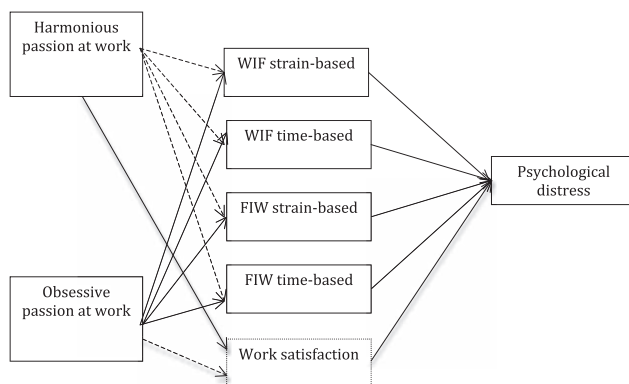 Harmonious
passion at work
WIF strain-based
WIF time-based
FIW strain-based
FIW time-based
Work satisfaction
Obsessive
passion at work
Psychological
distress